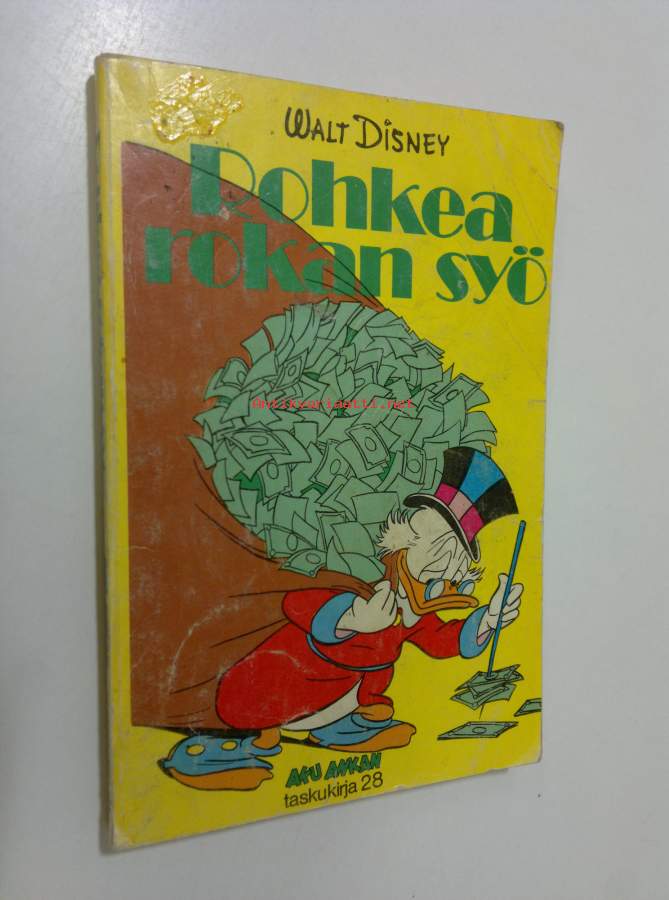 WALT DISNEY
Rohkea
rokan syö
Antikvariaatti.net
AKU ANKAN
taskukirja 28